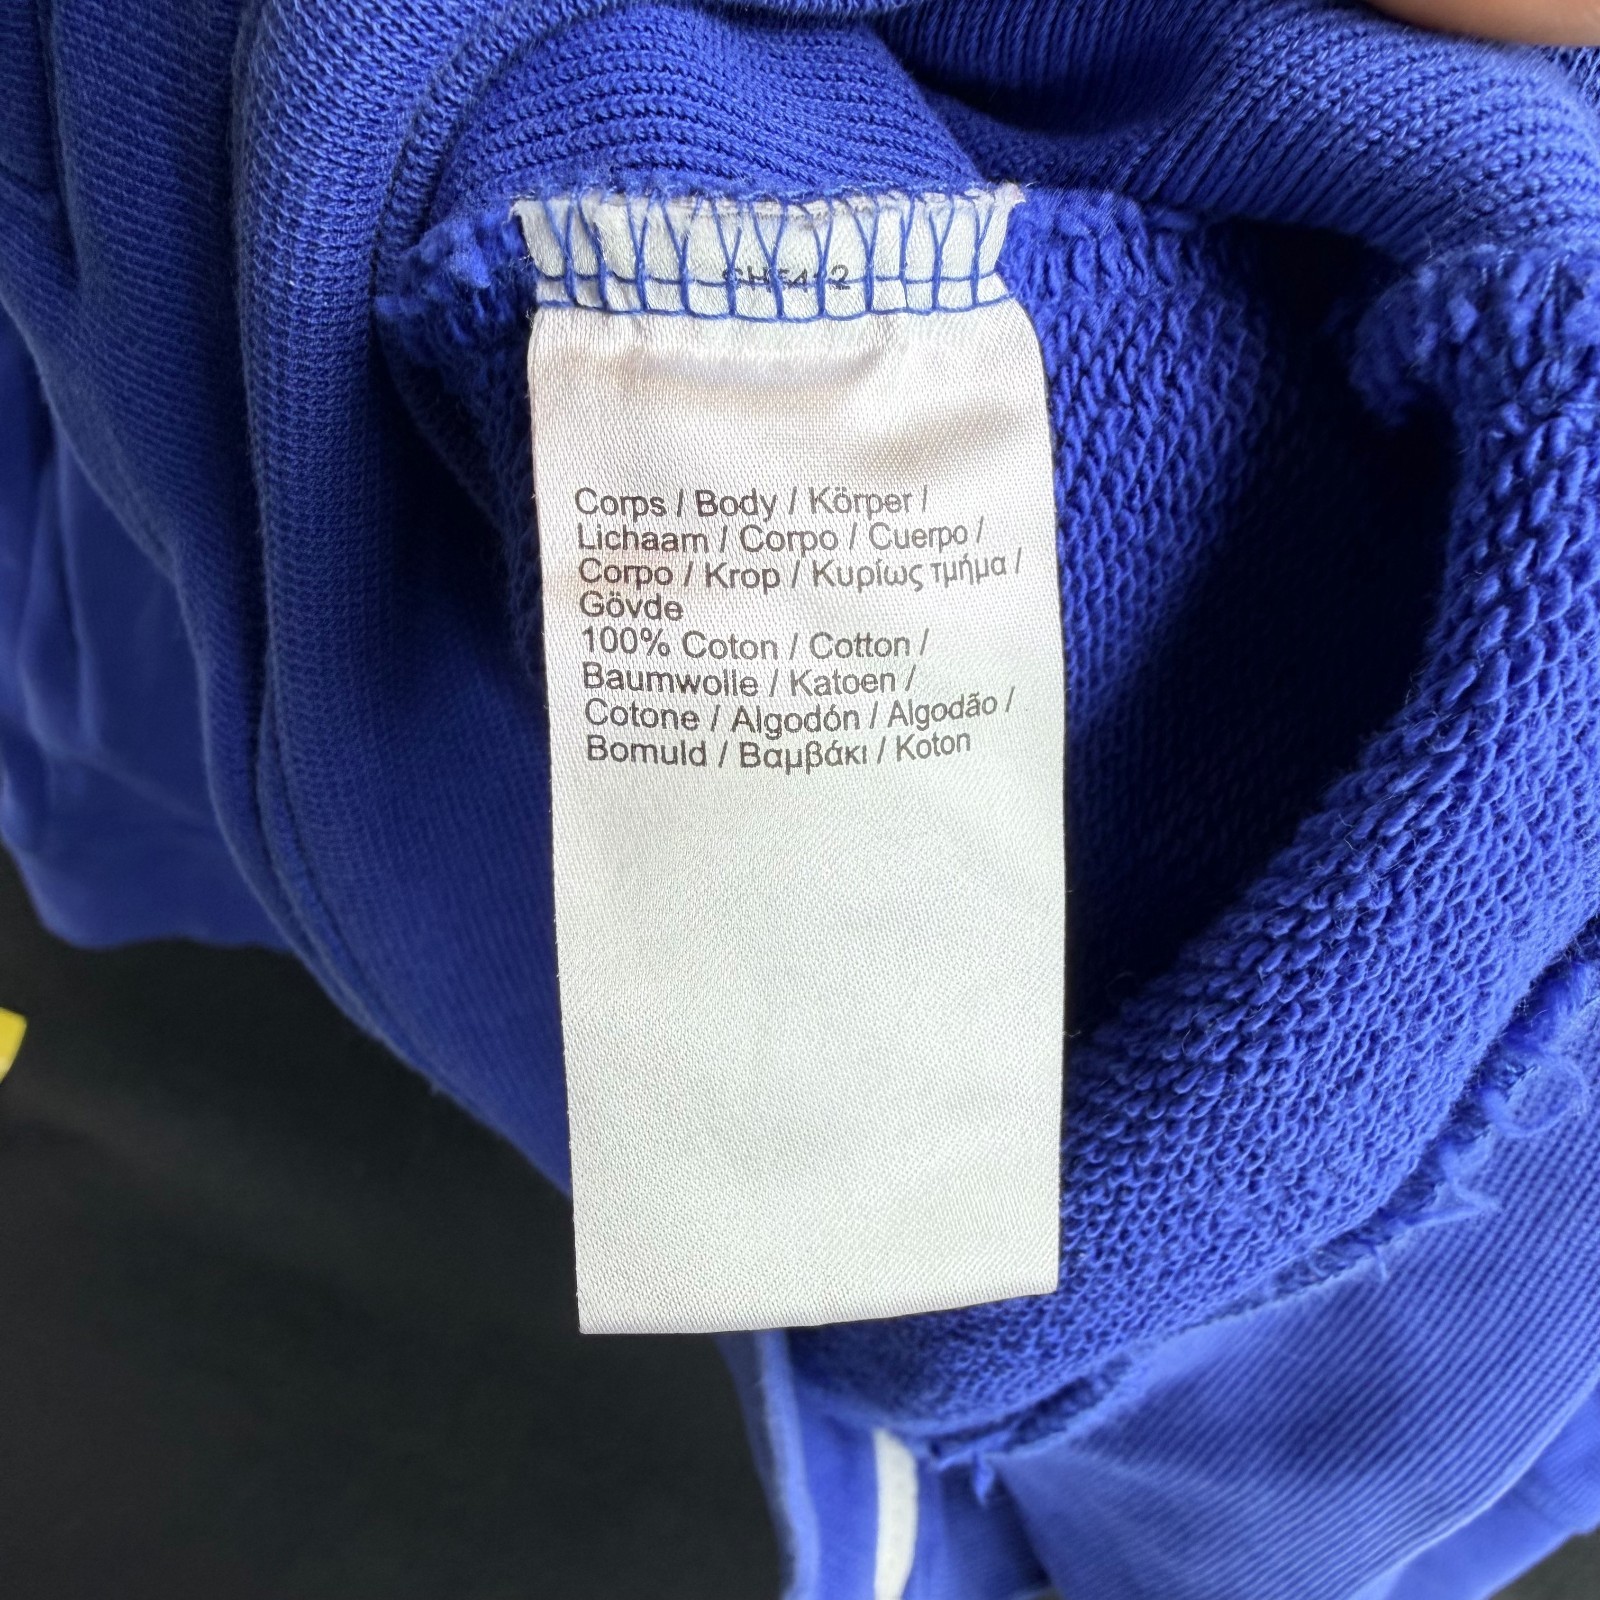 Corps / Body / Körper /
Lichaam / Corpo / Cuerpo /
Corpo / Krop / Κυρίως τμήμα /
Gövde
100% Coton / Cotton /
Baumwolle / Katoen /
Cotone / Algodón / Algodão /
Bomuld / Βαμβάκι / Koton